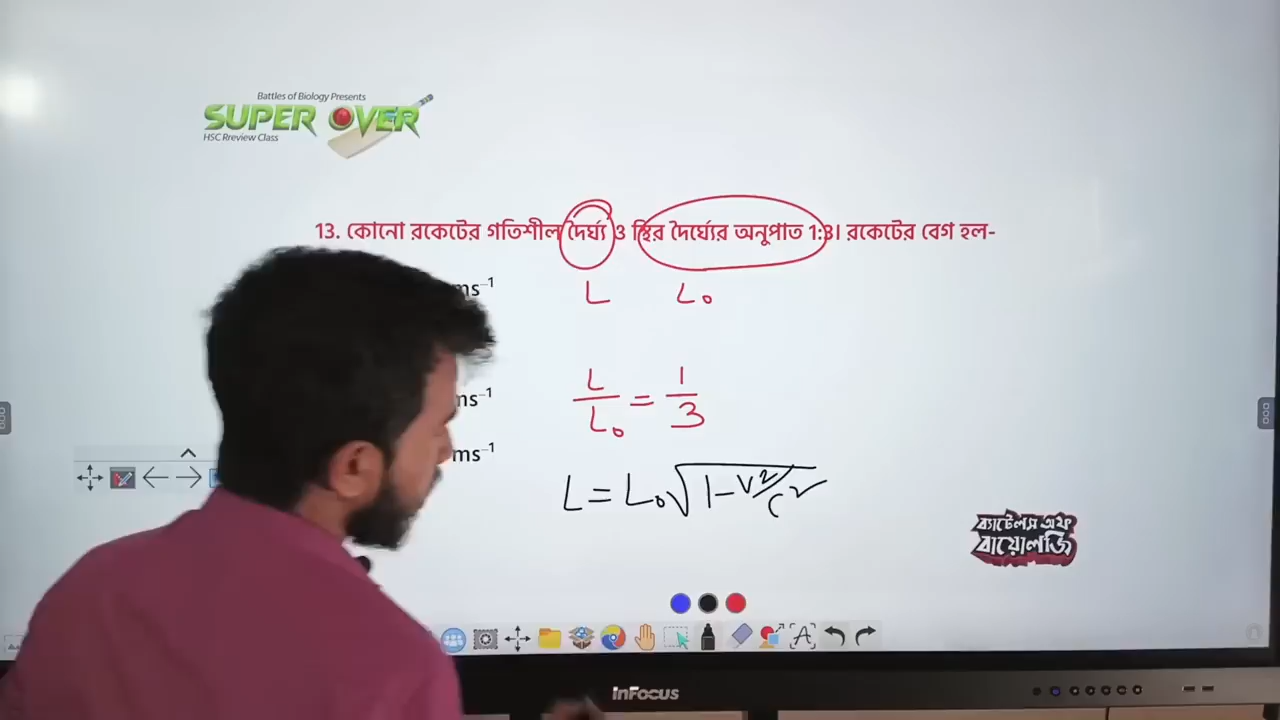 Battles of Biology Presents
SUPER OVER
HSC Rreview Class
13. কোনো রকেটের গতিশীল দৈর্ঘ্য ও স্থির দৈর্ঘ্যের অনুপাত 1:3। রকেটের বেগ হল-
ms⁻¹
L L₀
ms⁻¹
L/L₀ = 1/3
ms⁻¹
L = L₀√1-v²/c²
ব্যাটেলস অফ
বায়োলজি
InFocus